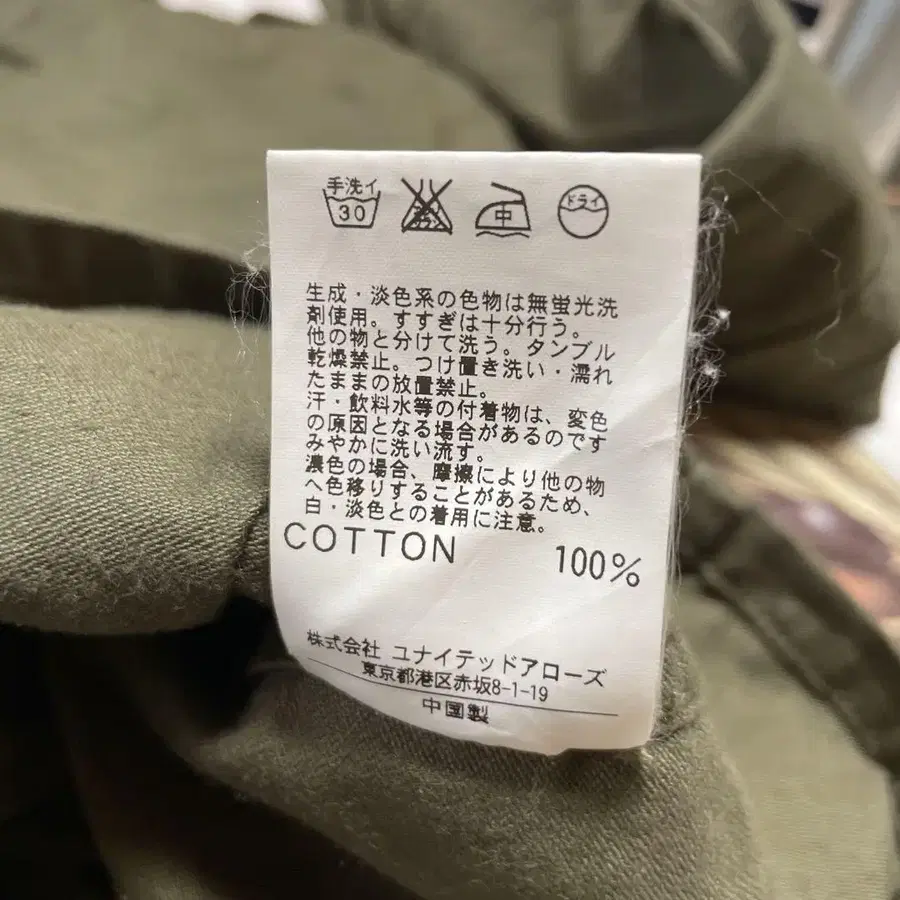 手洗イ
30
中
ドライ
生成・淡色系の色物は無蛍光洗
剤使用。すすぎは十分行う。
他の物と分けて洗う。タンブル
乾燥禁止。つけ置き洗い・濡れ
たままの放置禁止。
汗・飲料水等の付着物は、変色
の原因となる場合があるのです
みやかに洗い流す。
濃色の場合、摩擦により他の物
へ色移りすることがあるため、
白・淡色との着用に注意。
COTTON 100%
株式会社 ユナイテッドアローズ
東京都港区赤坂8-1-19
中国製